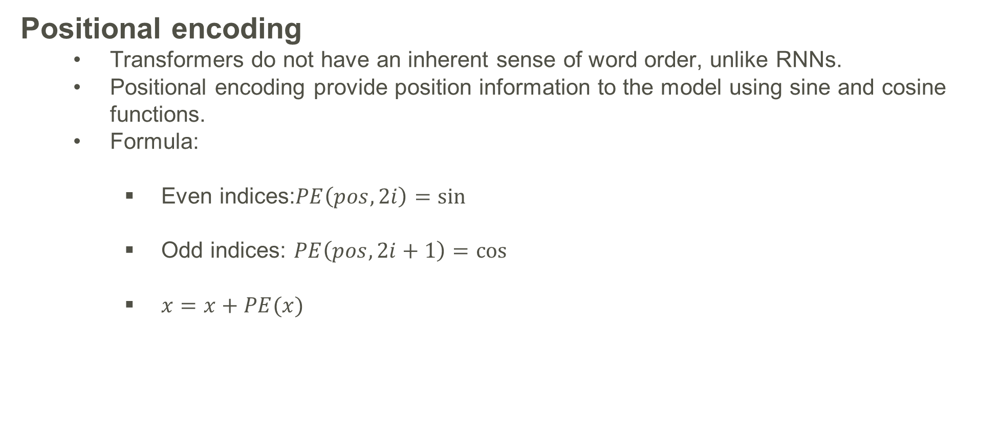 Positional encoding
• Transformers do not have an inherent sense of word order, unlike RNNs.
• Positional encoding provide position information to the model using sine and cosine
functions.
• Formula:
▪ Even indices:𝑃𝐸(𝑝𝑜𝑠, 2𝑖) = sin
▪ Odd indices: 𝑃𝐸(𝑝𝑜𝑠, 2𝑖 + 1) = cos
▪ 𝑥 = 𝑥 + 𝑃𝐸(𝑥)